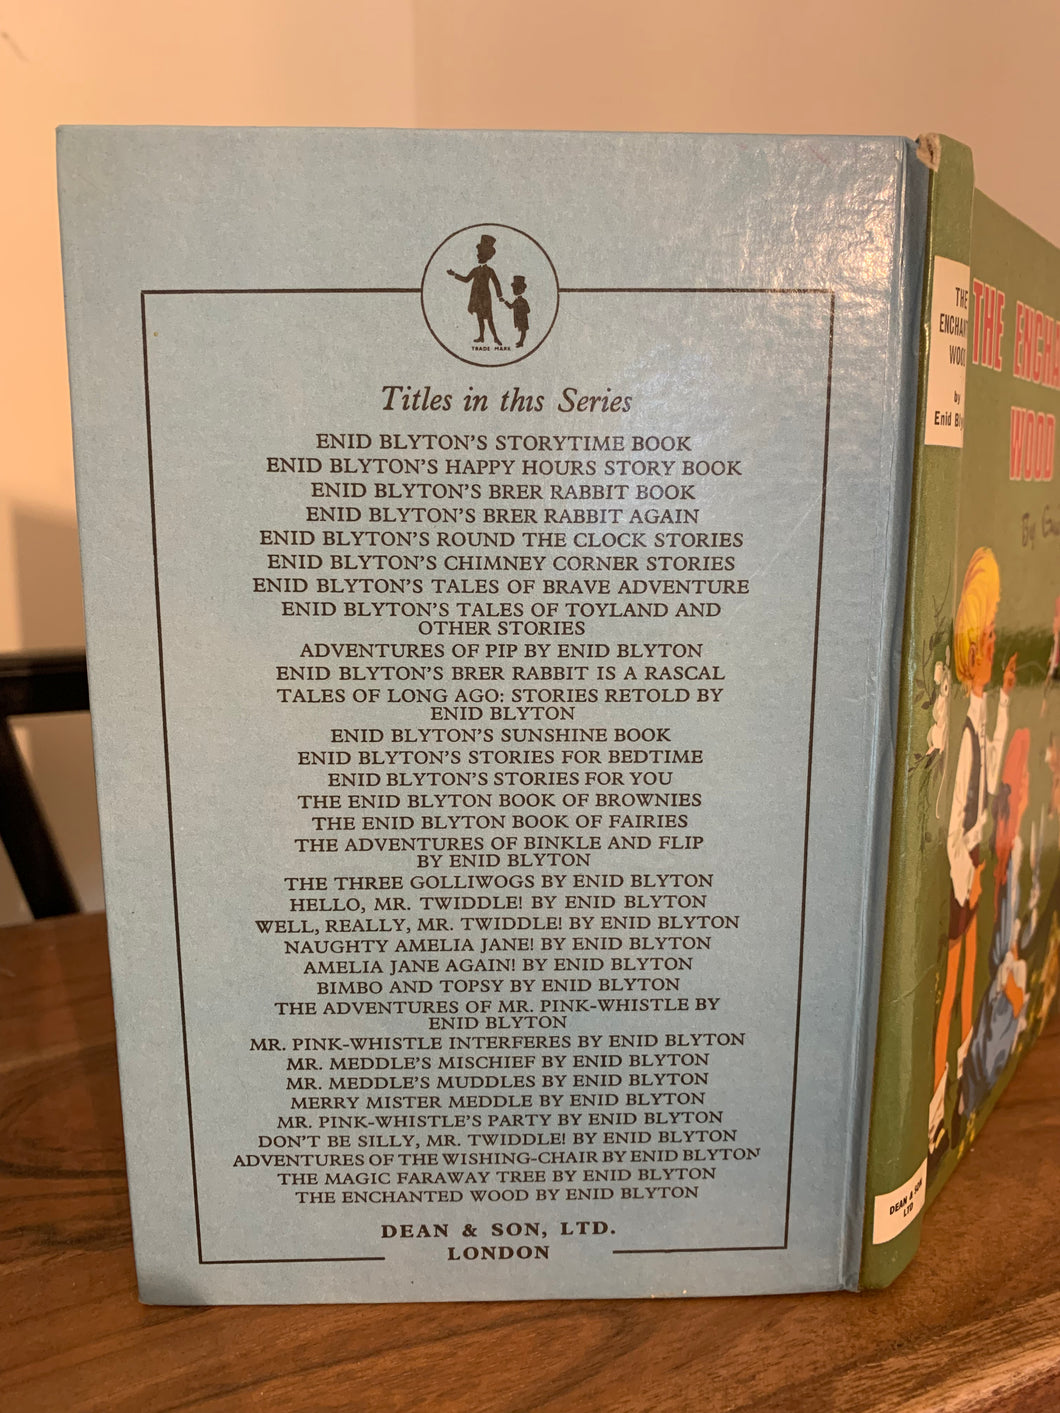 TRADE MARK
Titles in this Series
ENID BLYTON'S STORYTIME BOOK
ENID BLYTON'S HAPPY HOURS STORY BOOK
ENID BLYTON'S BRER RABBIT BOOK
ENID BLYTON'S BRER RABBIT AGAIN
ENID BLYTON'S ROUND THE CLOCK STORIES
ENID BLYTON'S CHIMNEY CORNER STORIES
ENID BLYTON'S TALES OF BRAVE ADVENTURE
ENID BLYTON'S TALES OF TOYLAND AND
OTHER STORIES
ADVENTURES OF PIP BY ENID BLYTON
ENID BLYTON'S BRER RABBIT IS A RASCAL
TALES OF LONG AGO: STORIES RETOLD BY
ENID BLYTON
ENID BLYTON'S SUNSHINE BOOK
ENID BLYTON'S STORIES FOR BEDTIME
ENID BLYTON'S STORIES FOR YOU
THE ENID BLYTON BOOK OF BROWNIES
THE ENID BLYTON BOOK OF FAIRIES
THE ADVENTURES OF BINKLE AND FLIP
BY ENID BLYTON
THE THREE GOLLIWOGS BY ENID BLYTON
HELLO, MR. TWIDDLE! BY ENID BLYTON
WELL, REALLY, MR. TWIDDLE! BY ENID BLYTON
NAUGHTY AMELIA JANE! BY ENID BLYTON
AMELIA JANE AGAIN! BY ENID BLYTON
BIMBO AND TOPSY BY ENID BLYTON
THE ADVENTURES OF MR. PINK-WHISTLE BY
ENID BLYTON
MR. PINK-WHISTLE INTERFERES BY ENID BLYTON
MR. MEDDLE'S MISCHIEF BY ENID BLYTON
MR. MEDDLE'S MUDDLES BY ENID BLYTON
MERRY MISTER MEDDLE BY ENID BLYTON
MR. PINK-WHISTLE'S PARTY BY ENID BLYTON
DON'T BE SILLY, MR. TWIDDLE! BY ENID BLYTON
ADVENTURES OF THE WISHING-CHAIR BY ENID BLYTON
THE MAGIC FARAWAY TREE BY ENID BLYTON
THE ENCHANTED WOOD BY ENID BLYTON
DEAN & SON, LTD.
LONDON
THE
ENCHANT
WOOD
by
Enid Bly
DEAN & SON
LTD
THE ENCHA
WOOD
By